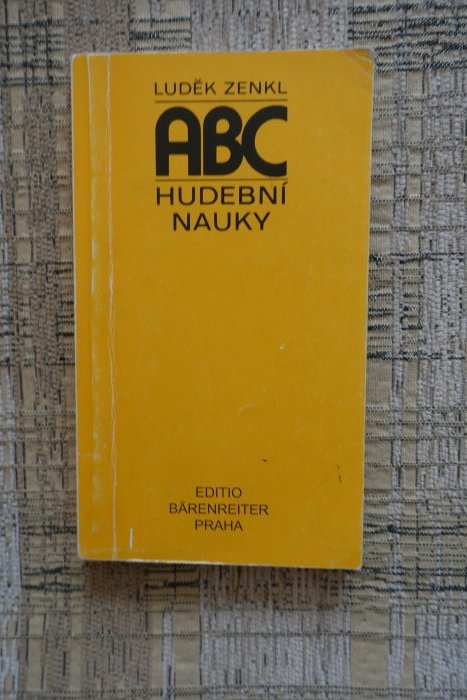 LUDĚK ZENKL
ABC
HUDEBNÍ
NAUKY
EDITIO
BÄRENREITER
PRAHA